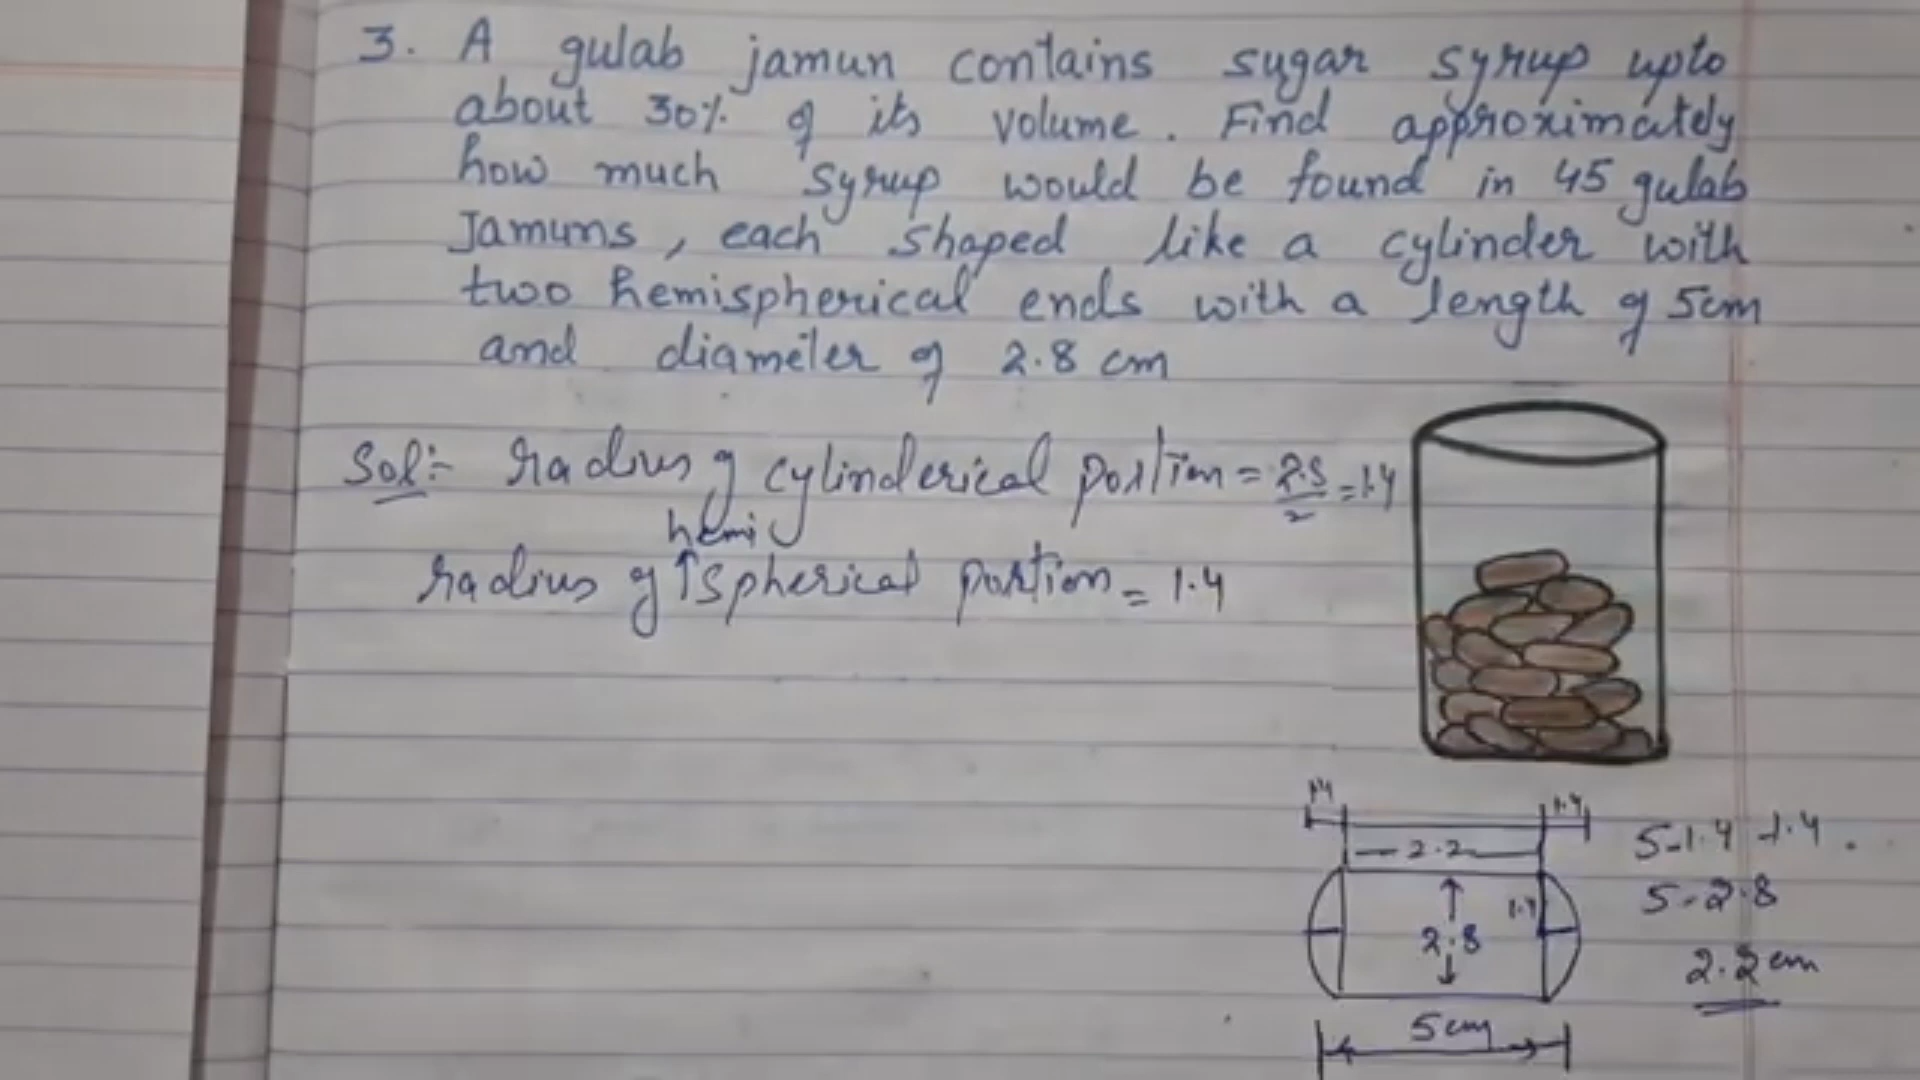 3. A gulab jamun contains sugar syrup upto
about 30% of its volume. Find approximately
how much syrup would be found in 45 gulab
Jamuns, each shaped like a cylinder with
two hemispherical ends with a length of 5cm
and diameter of 2.8 cm
Sol:- radius of cylinderical portion = 2.8/2 = 1.4
hemi
radius of ↑spherical portion = 1.4
1.4 1.4
2.2
5-1.4-1.4
5-2.8
1.4
2.8
2.2 cm
5cm